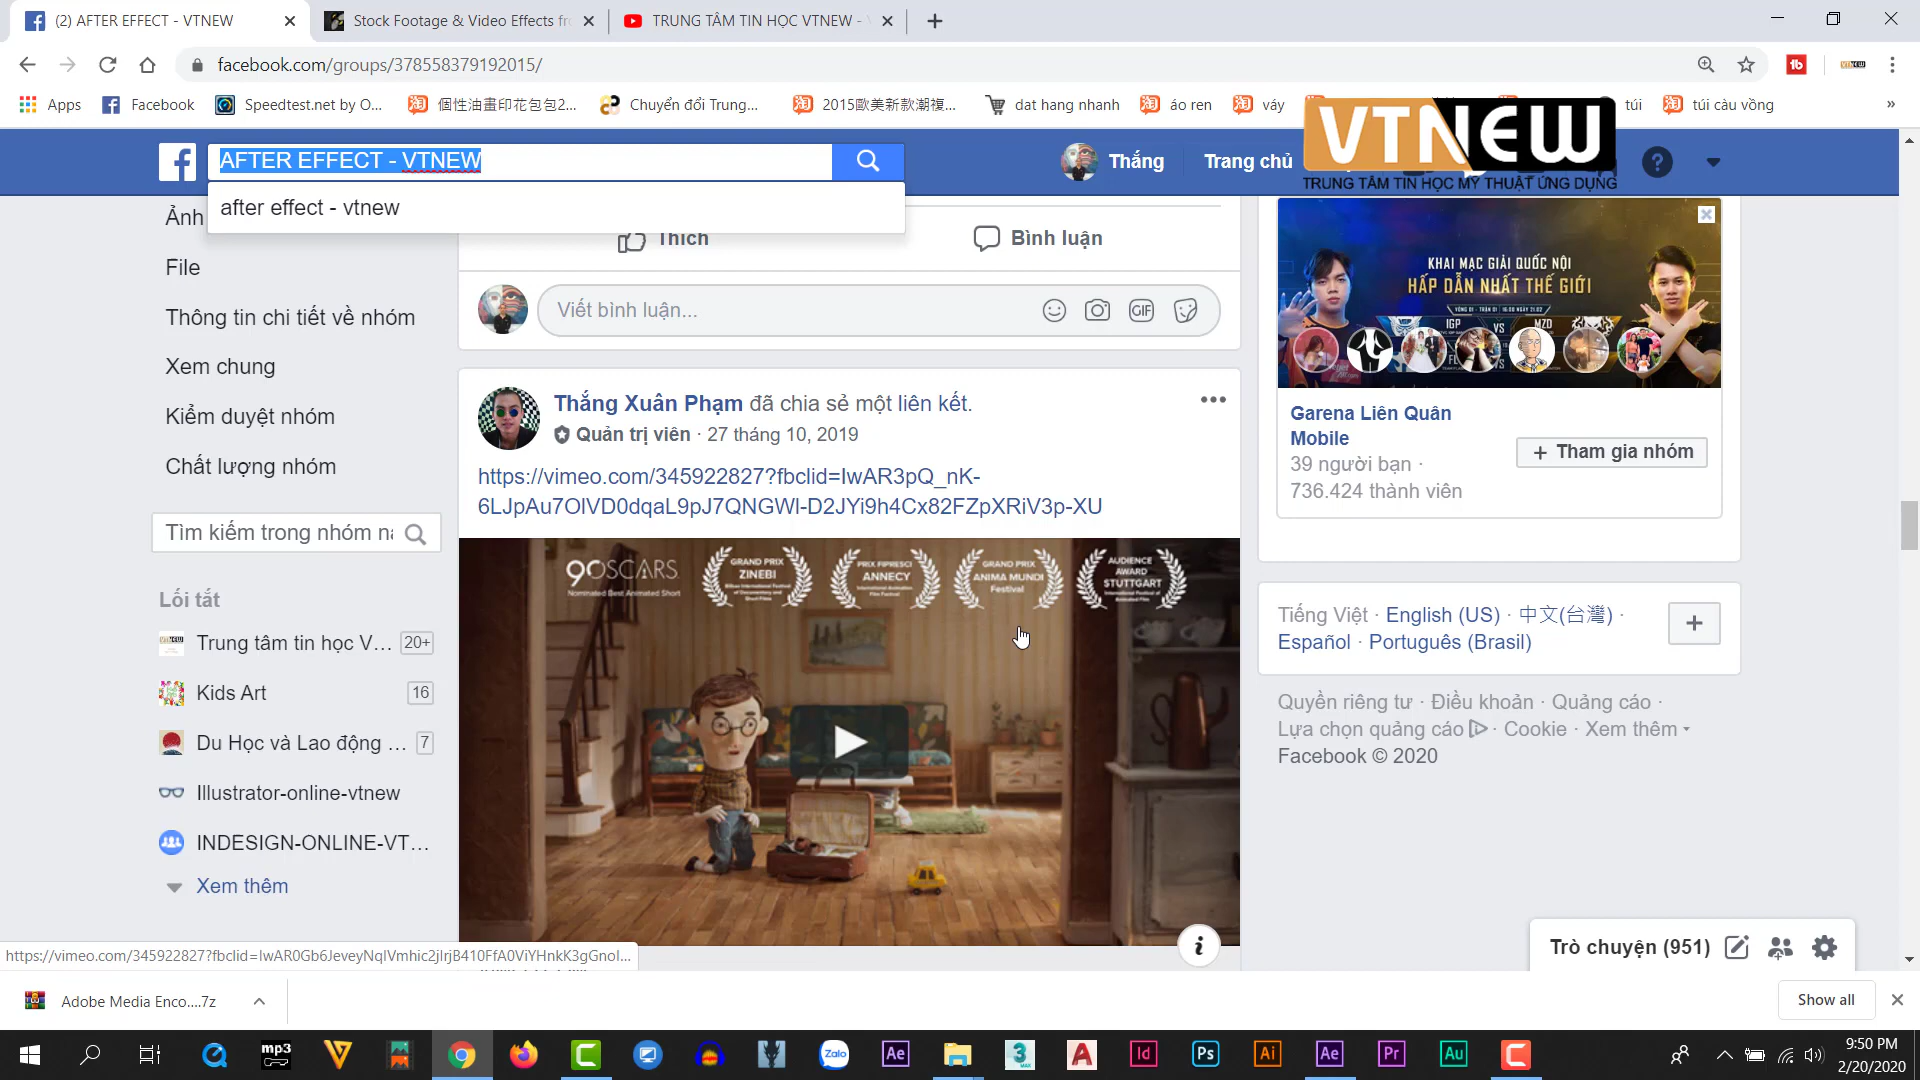 (2) AFTER EFFECT - VTNEW
Stock Footage & Video Effects fr
TRUNG TÂM TIN HỌC VTNEW -
facebook.com/groups/378558379192015/
Apps
Facebook
Speedtest.net by O...
個性油畫印花包包2...
Chuyển đổi Trung...
2015歐美新款潮複...
dat hang nhanh
áo ren
váy
túi
túi càu vồng
»
AFTER EFFECT - VTNEW
Thắng
Trang chủ
VTNEW
TRUNG TÂM TIN HỌC MỸ THUẬT ỨNG DỤNG
after effect - vtnew
Ảnh
File
Thông tin chi tiết về nhóm
Xem chung
Kiểm duyệt nhóm
Chất lượng nhóm
Tìm kiếm trong nhóm nà
Lối tắt
Trung tâm tin học V... 20+
Kids Art 16
Du Học và Lao động ... 7
Illustrator-online-vtnew
INDESIGN-ONLINE-VT...
Xem thêm
Thích
Bình luận
Viết bình luận...
GIF
Thắng Xuân Phạm đã chia sẻ một liên kết.
Quản trị viên · 27 tháng 10, 2019
https://vimeo.com/345922827?fbclid=IwAR3pQ_nK-
6LJpAu7OlVD0dqaL9pJ7QNGWl-D2JYi9h4Cx82FZpXRiV3p-XU
90SCARS
Nominated Best Animated Short
GRAND PRIX
ZINEBI
PRIX FIPRESCI
ANNECY
GRAND PRIX
ANIMA MUNDI
Festival
AUDIENCE
AWARD
STUTTGART
KHAI MẠC GIẢI QUỐC NỘI
HẤP DẪN NHẤT THẾ GIỚI
IGP VS MZD
Garena Liên Quân
Mobile
39 người bạn ·
736.424 thành viên
Tham gia nhóm
Tiếng Việt · English (US) · 中文(台灣) ·
Español · Português (Brasil)
Quyền riêng tư · Điều khoản · Quảng cáo ·
Lựa chọn quảng cáo · Cookie · Xem thêm
Facebook © 2020
Trò chuyện (951)
https://vimeo.com/345922827?fbclid=IwAR0Gb6JeveyNqlVmhic2jlrjB410FfA0ViYHnkK3gGnol...
Adobe Media Enco....7z
Show all
mp3
Zalo
Ae
3
Id
Ps
Ai
Ae
Pr
Au
9:50 PM
2/20/2020